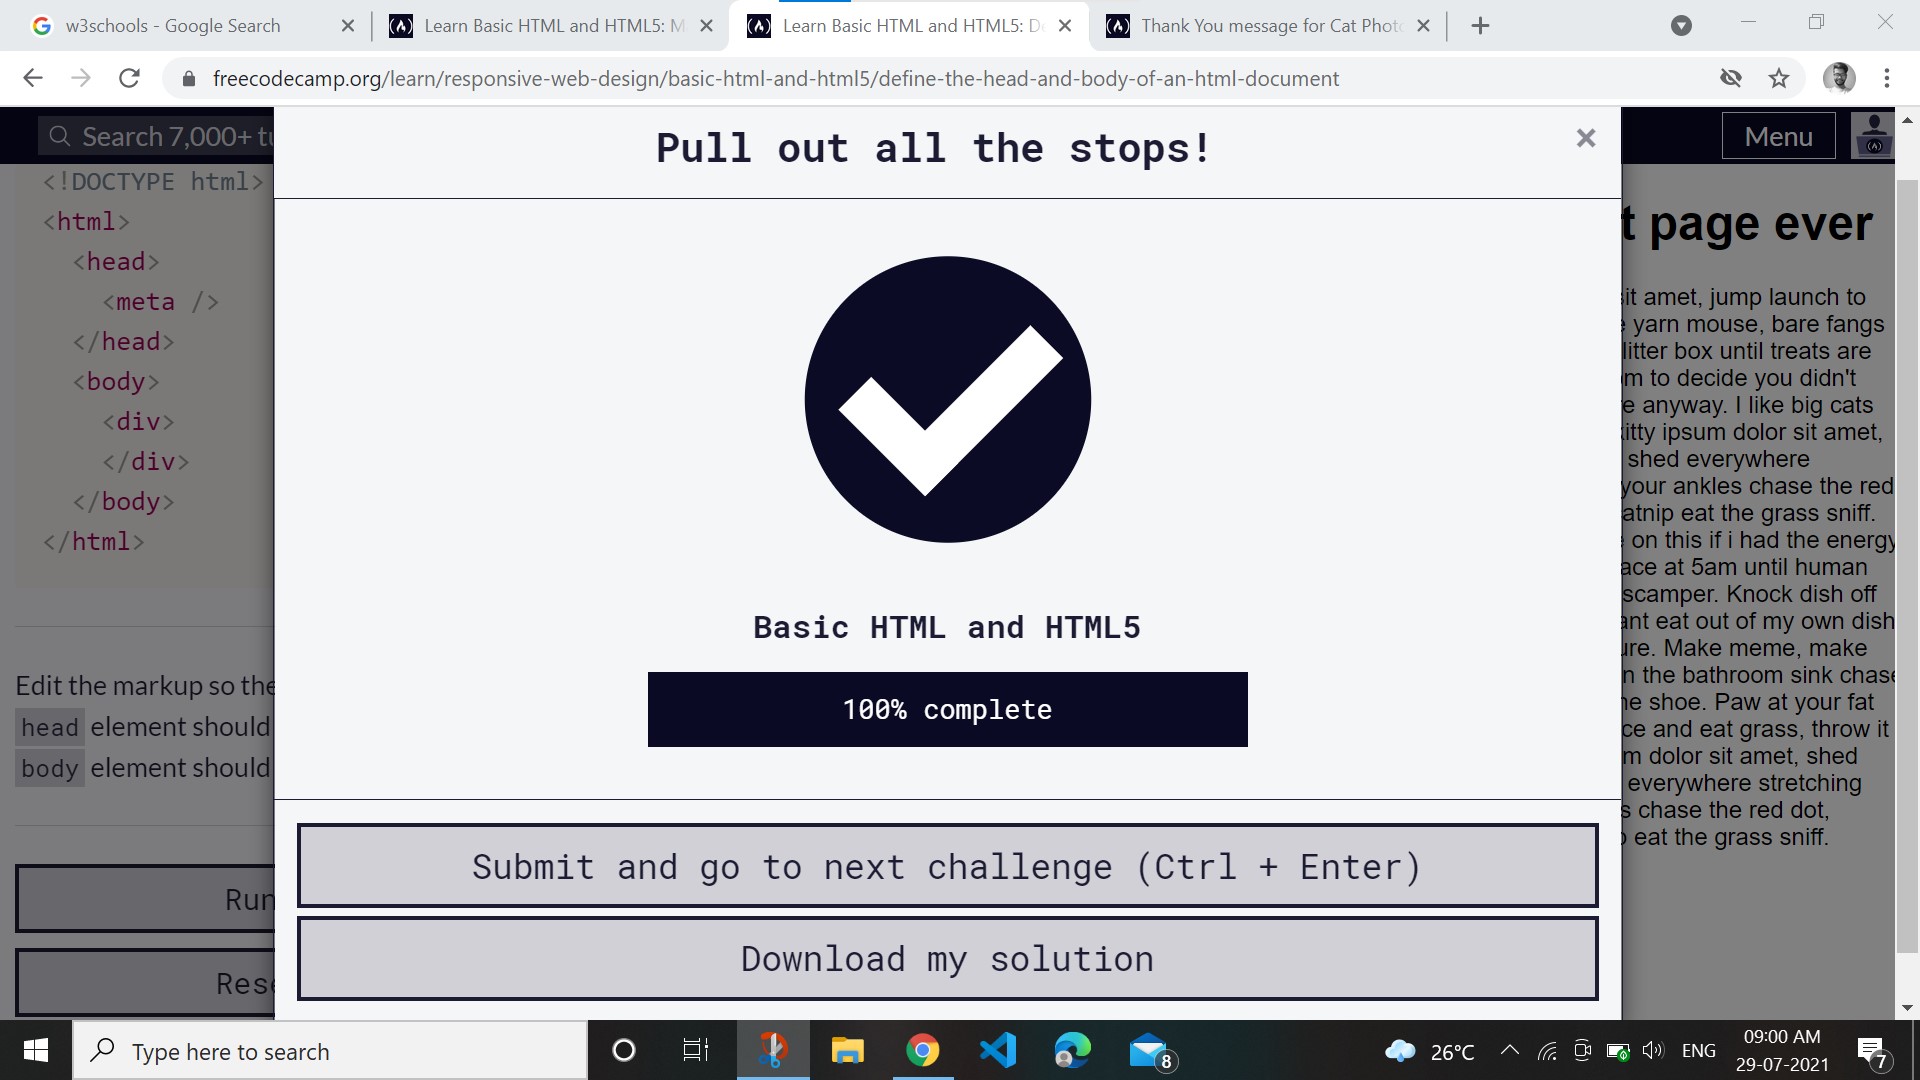 w3schools - Google Search
Learn Basic HTML and HTML5: M
Learn Basic HTML and HTML5: De
Thank You message for Cat Photo
freecodecamp.org/learn/responsive-web-design/basic-html-and-html5/define-the-head-and-body-of-an-html-document
Search 7,000+ tu
Menu
Pull out all the stops!
<!DOCTYPE html>
<html>
<head>
<meta />
</head>
<body>
<div>
</div>
</body>
</html>
Edit the markup so the
head element should
body element should
Run
Rese
Basic HTML and HTML5
100% complete
Submit and go to next challenge (Ctrl + Enter)
Download my solution
t page ever
sit amet, jump launch to
yarn mouse, bare fangs
litter box until treats are
m to decide you didn't
e anyway. I like big cats
kitty ipsum dolor sit amet,
shed everywhere
your ankles chase the red
atnip eat the grass sniff.
on this if i had the energy
ace at 5am until human
scamper. Knock dish off
ant eat out of my own dish
ure. Make meme, make
n the bathroom sink chase
he shoe. Paw at your fat
ce and eat grass, throw it
m dolor sit amet, shed
everywhere stretching
s chase the red dot,
eat the grass sniff.
Type here to search
8
26°C
ENG
09:00 AM
29-07-2021
7